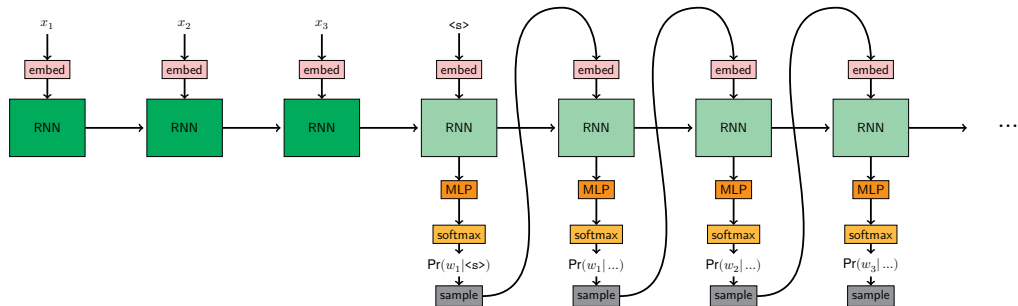 x₁ x₂ x₃ <s>
embed embed embed embed embed embed embed
RNN RNN RNN RNN RNN RNN RNN ...
MLP MLP MLP MLP
softmax softmax softmax softmax
Pr(w₁|<s>) Pr(w₁|...) Pr(w₂|...) Pr(w₃|...)
sample sample sample sample